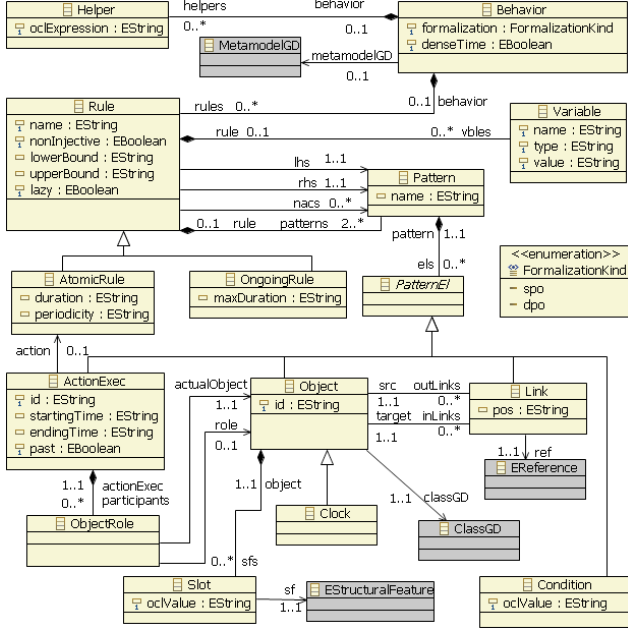 Helper
oclExpression : EString
helpers
behavior
0..*
0..1
Behavior
formalization : FormalizationKind
denseTime : EBoolean
MetamodelGD
metamodelGD
0..1
0..1 behavior
Rule
name : EString
nonInjective : EBoolean
lowerBound : EString
upperBound : EString
lazy : EBoolean
rules 0..*
rule 0..1
0..* vbles
Variable
name : EString
type : EString
value : EString
lhs 1..1
rhs 1..1
nacs 0..*
0..1 rule patterns 2..*
Pattern
name : EString
pattern 1..1
els 0..*
<<enumeration>>
FormalizationKind
spo
dpo
AtomicRule
duration : EString
periodicity : EString
OngoingRule
maxDuration : EString
PatternEl
action 0..1
ActionExec
id : EString
startingTime : EString
endingTime : EString
past : EBoolean
actualObject
1..1
role
0..1
Object
id : EString
src outLinks
1..1 0..*
target inLinks
1..1 0..*
Link
pos : EString
1..1 ref
EReference
1..1 actionExec
0..* participants
ObjectRole
1..1 object
Clock
1..1 classGD
ClassGD
0..* sfs
Slot
oclValue : EString
sf
1..1
EStructuralFeature
Condition
oclValue : EString